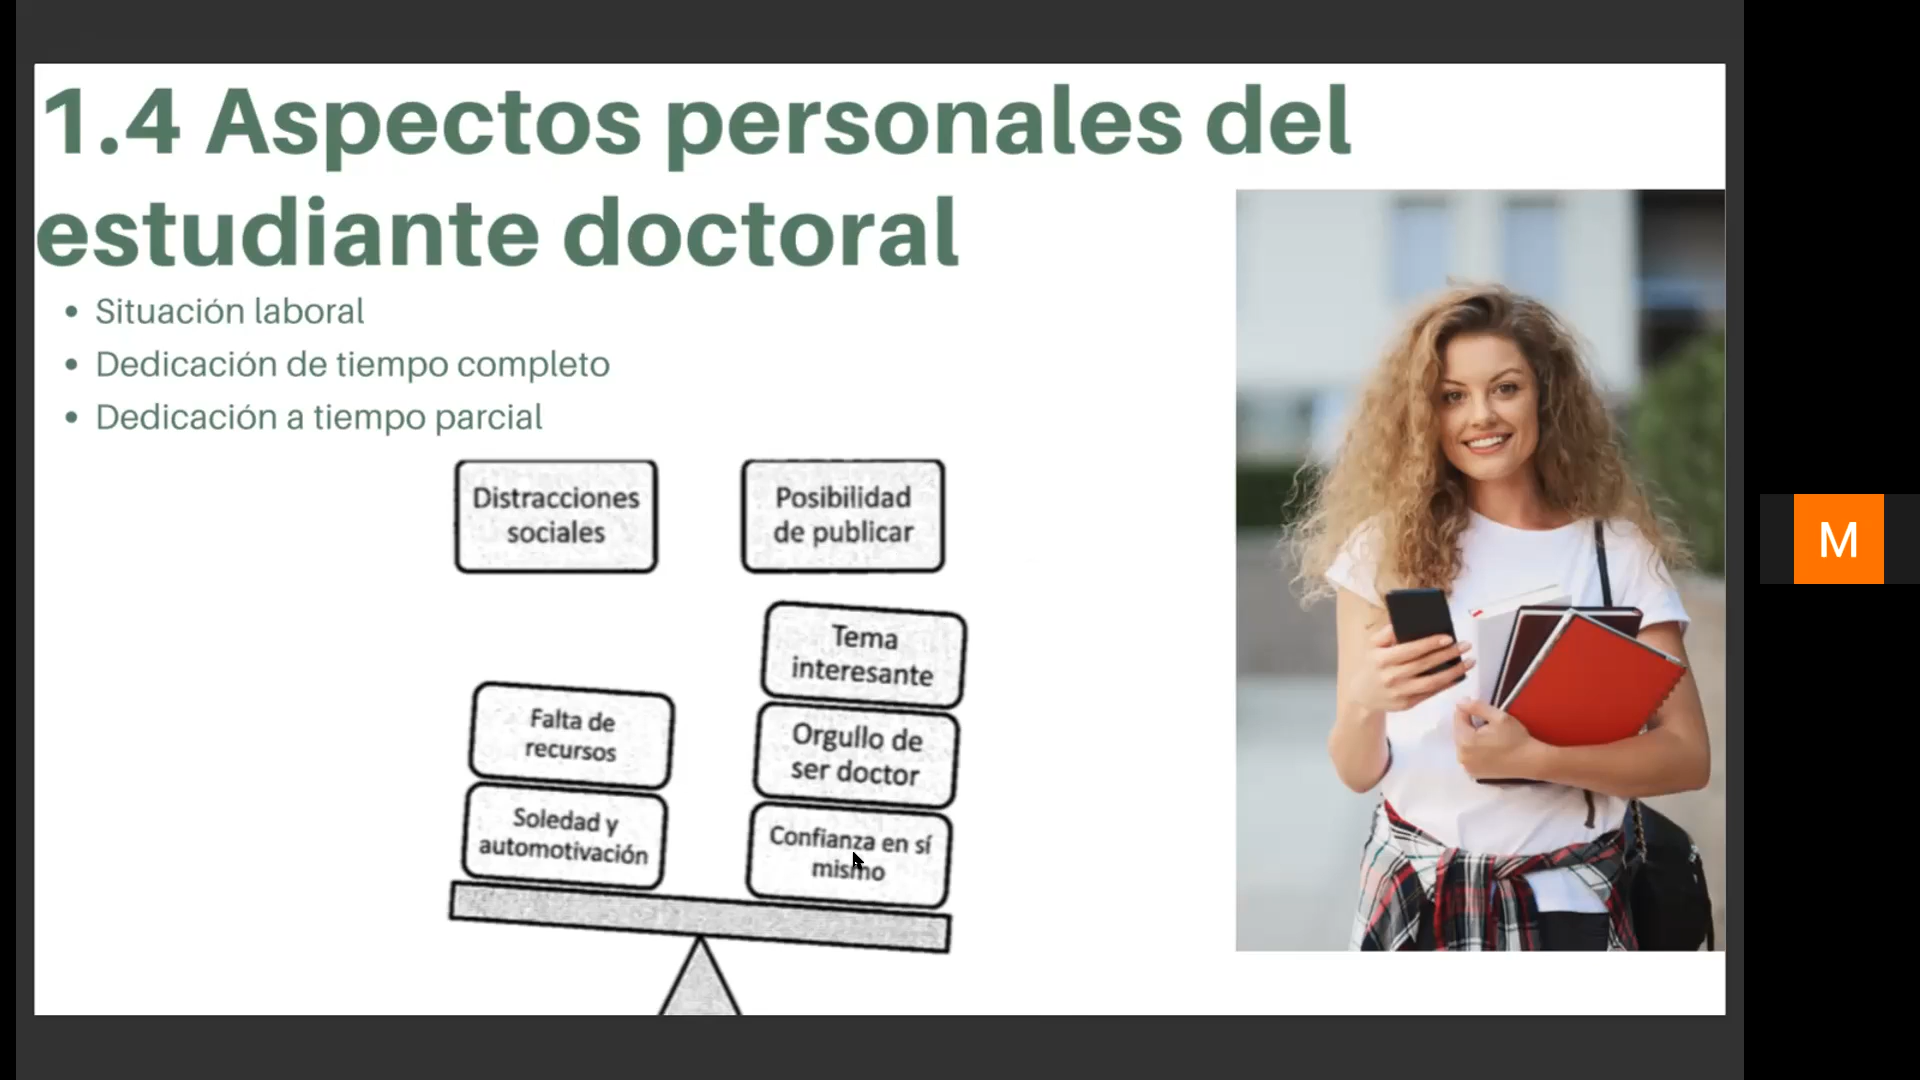 1.4 Aspectos personales del
estudiante doctoral
• Situación laboral
• Dedicación de tiempo completo
• Dedicación a tiempo parcial
Distracciones
sociales
Posibilidad
de publicar
Tema
interesante
Falta de
recursos
Orgullo de
ser doctor
Soledad y
automotivación
Confianza en sí
mismo
M